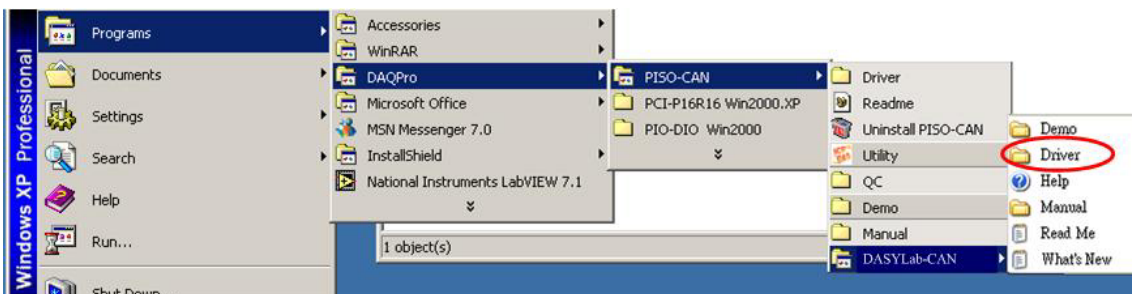 Windows XP Professional
Programs
Documents
Settings
Search
Help
Run...
Shut Down
Accessories
WinRAR
DAQPro
Microsoft Office
MSN Messenger 7.0
InstallShield
National Instruments LabVIEW 7.1
PISO-CAN
PCI-P16R16 Win2000.XP
PIO-DIO Win2000
1 object(s)
Driver
Readme
Uninstall PISO-CAN
Utility
QC
Demo
Manual
DASYLab-CAN
Demo
Driver
Help
Manual
Read Me
What's New